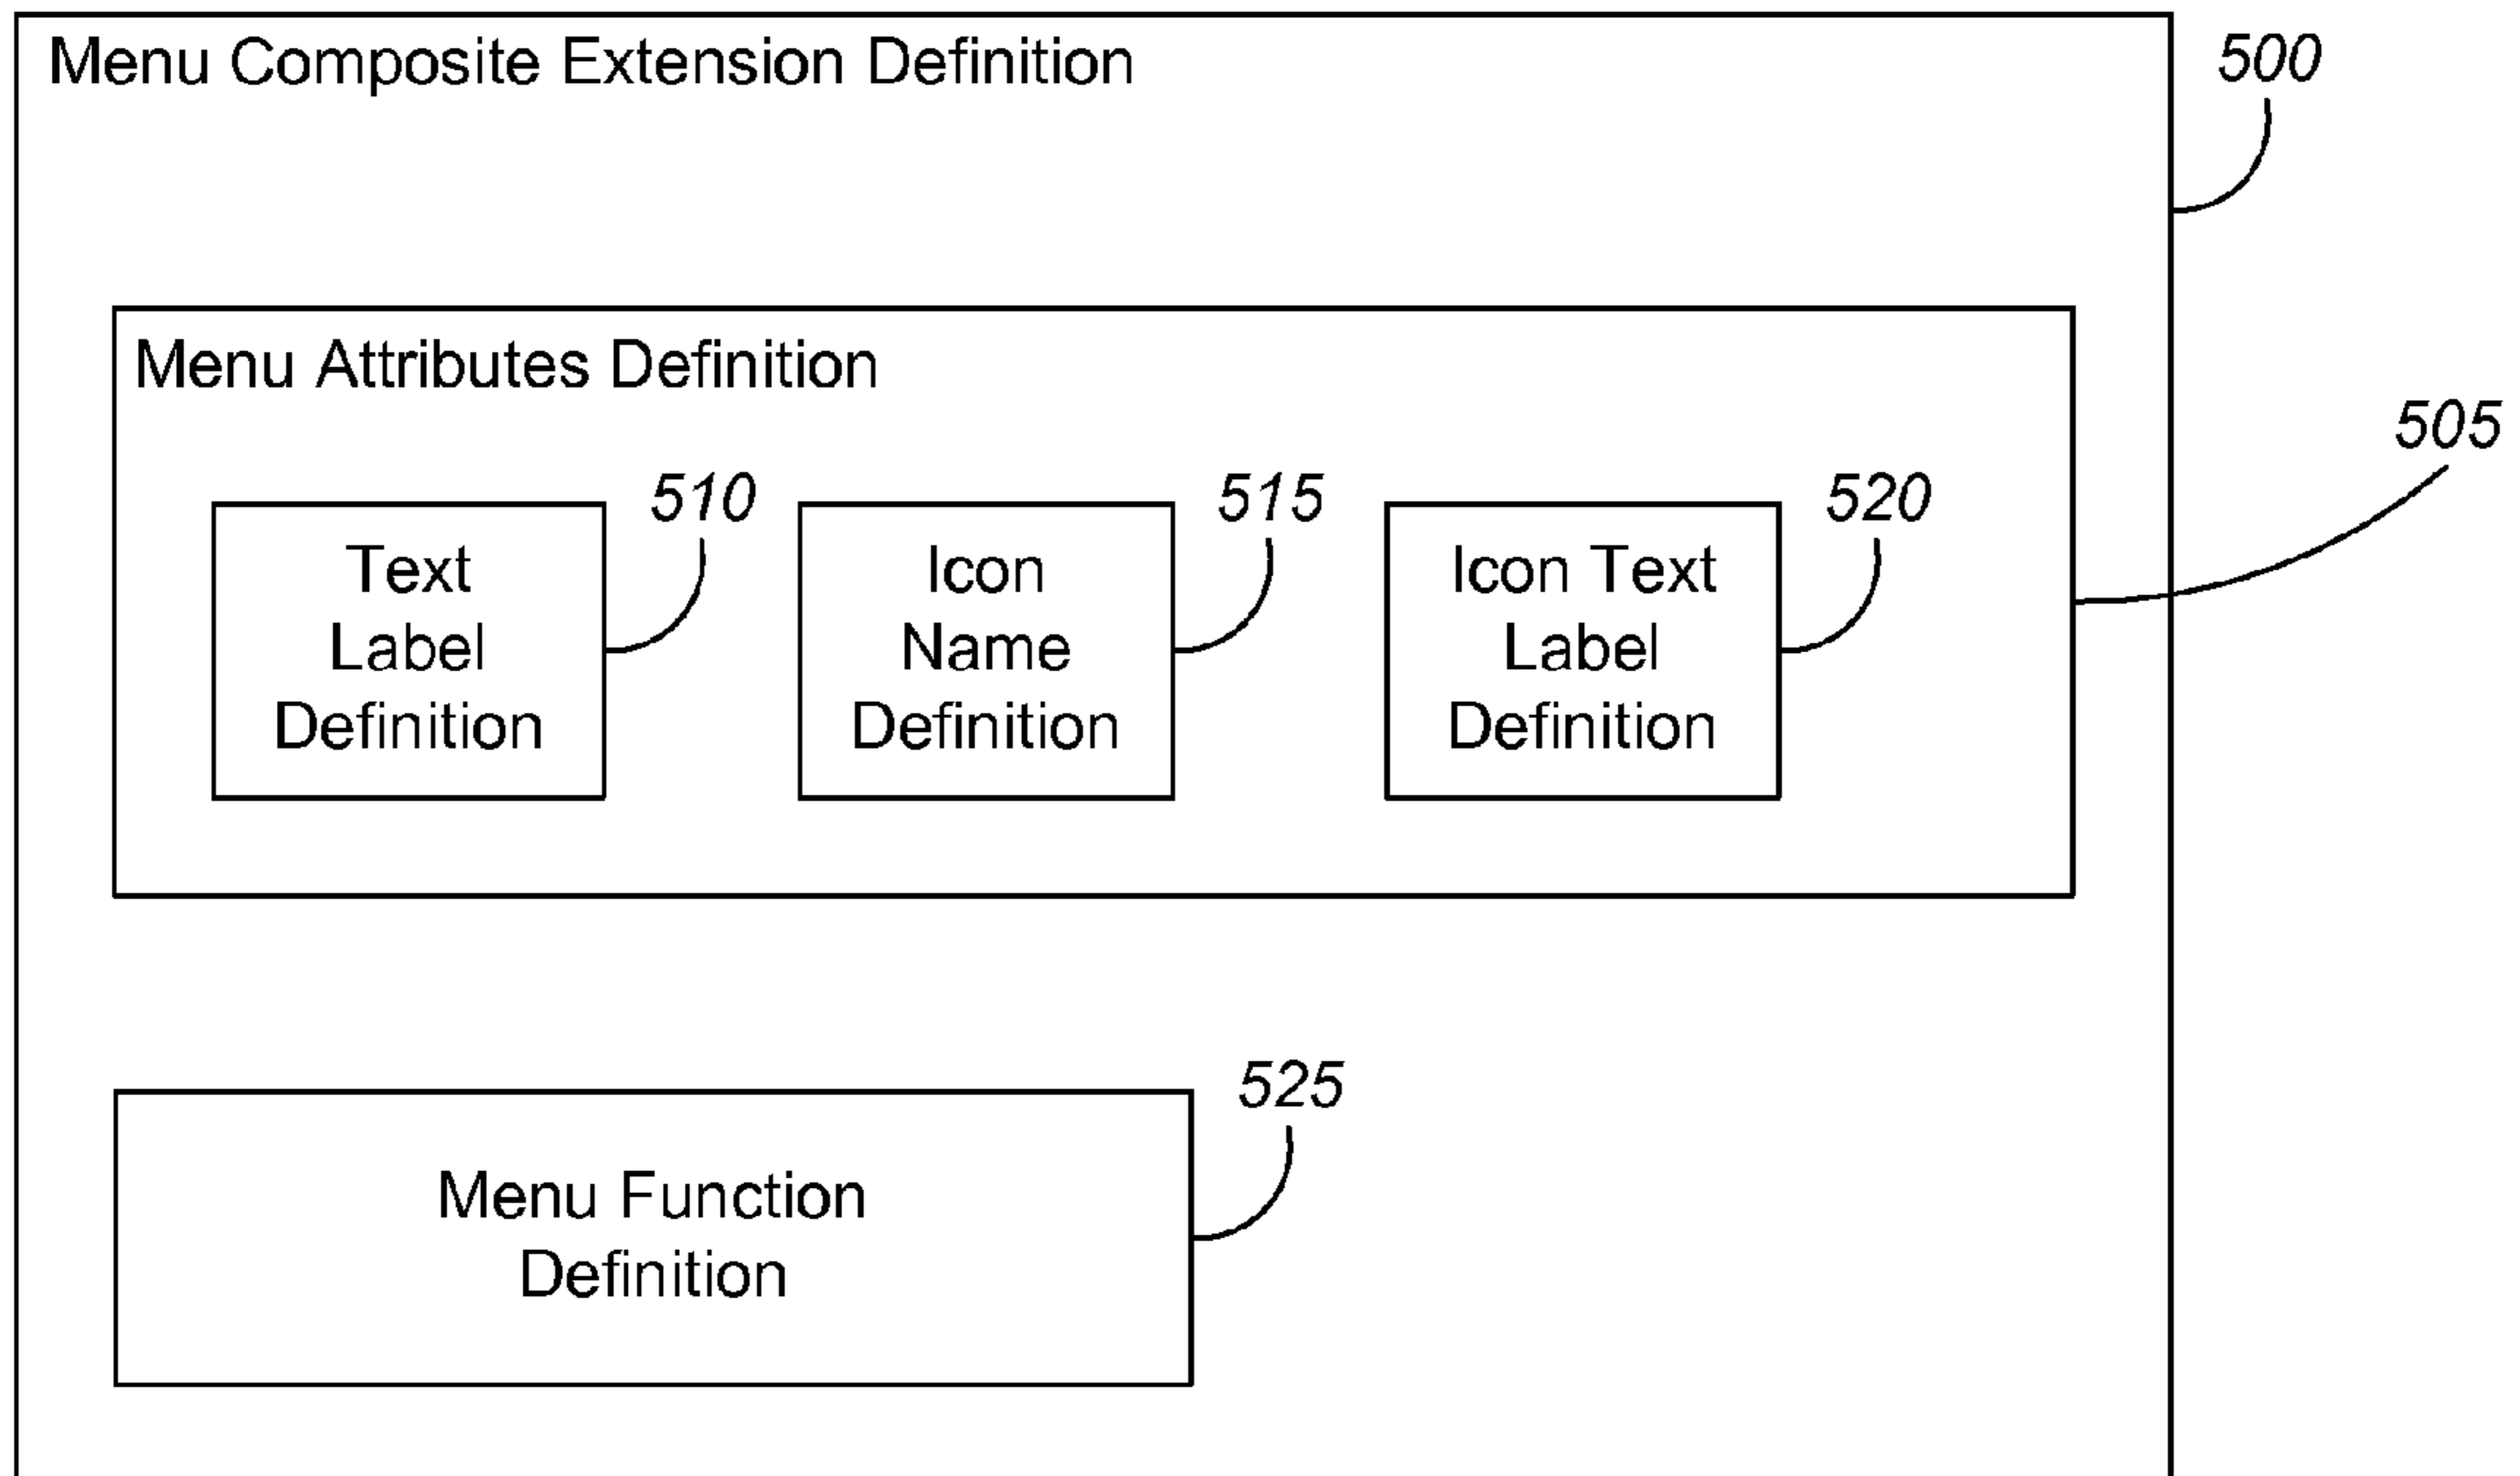 Menu Composite Extension Definition
500
Menu Attributes Definition
505
510
515
520
Text
Label
Definition
Icon
Name
Definition
Icon Text
Label
Definition
525
Menu Function
Definition